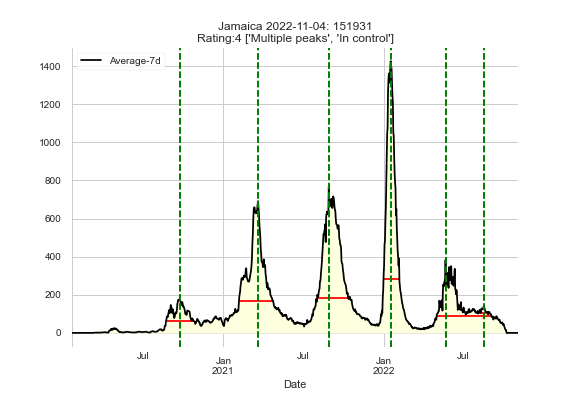 Jamaica 2022-11-04: 151931
Rating:4 ['Multiple peaks', 'In control']
Average-7d
1400
1200
1000
800
600
400
200
0
Jul
Jan
2021
Jul
Jan
2022
Jul
Date